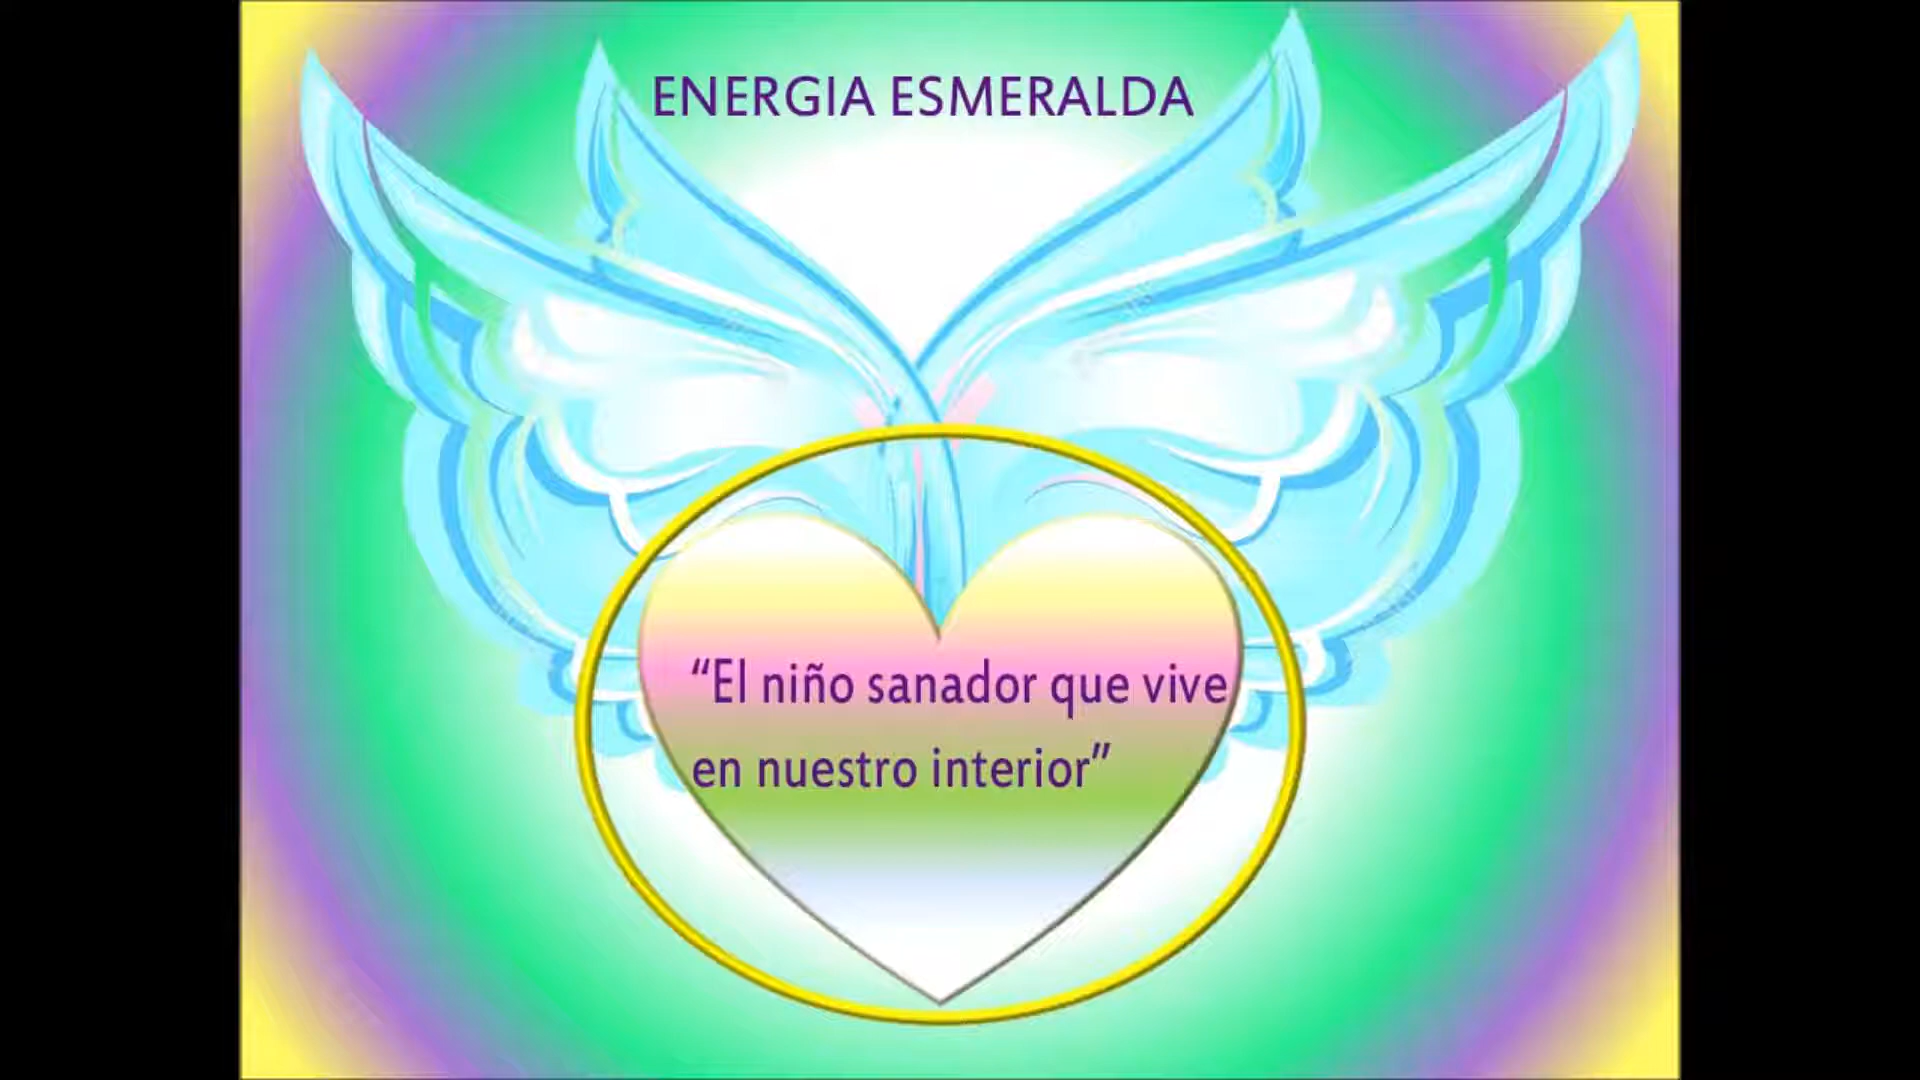 ENERGIA ESMERALDA
“El niño sanador que vive
en nuestro interior”